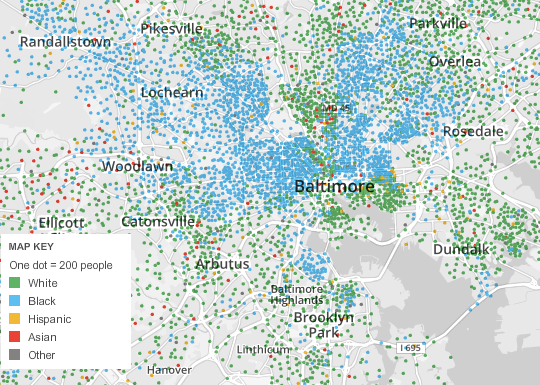 Pikesville
Parkville
Randallstown
Overlea
Lochearn
MD 45
Rosedale
Woodlawn
Baltimore
Ellicott
Catonsville
MAP KEY
One dot = 200 people
White
Black
Hispanic
Asian
Other
Dundalk
Arbutus
Baltimore
Highlands
Brooklyn
Park
Linthicum
I 695
Hanover